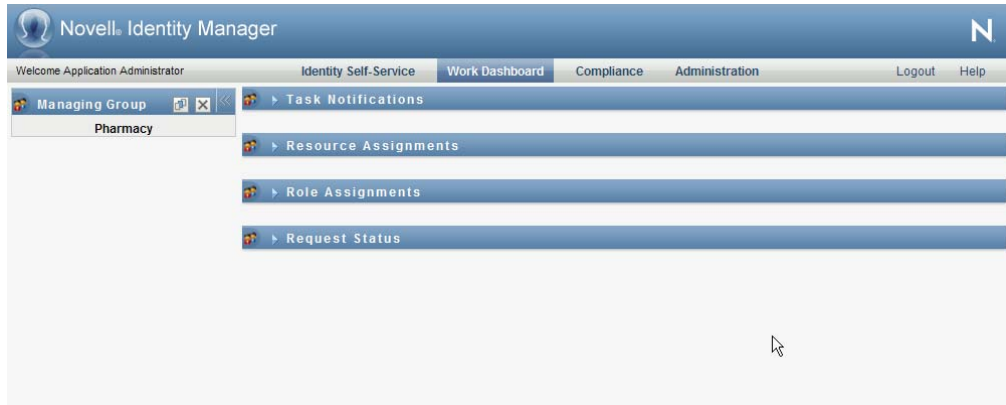 Novell® Identity Manager
N
Welcome Application Administrator
Identity Self-Service Work Dashboard Compliance Administration Logout Help
Managing Group
Pharmacy
Task Notifications
Resource Assignments
Role Assignments
Request Status